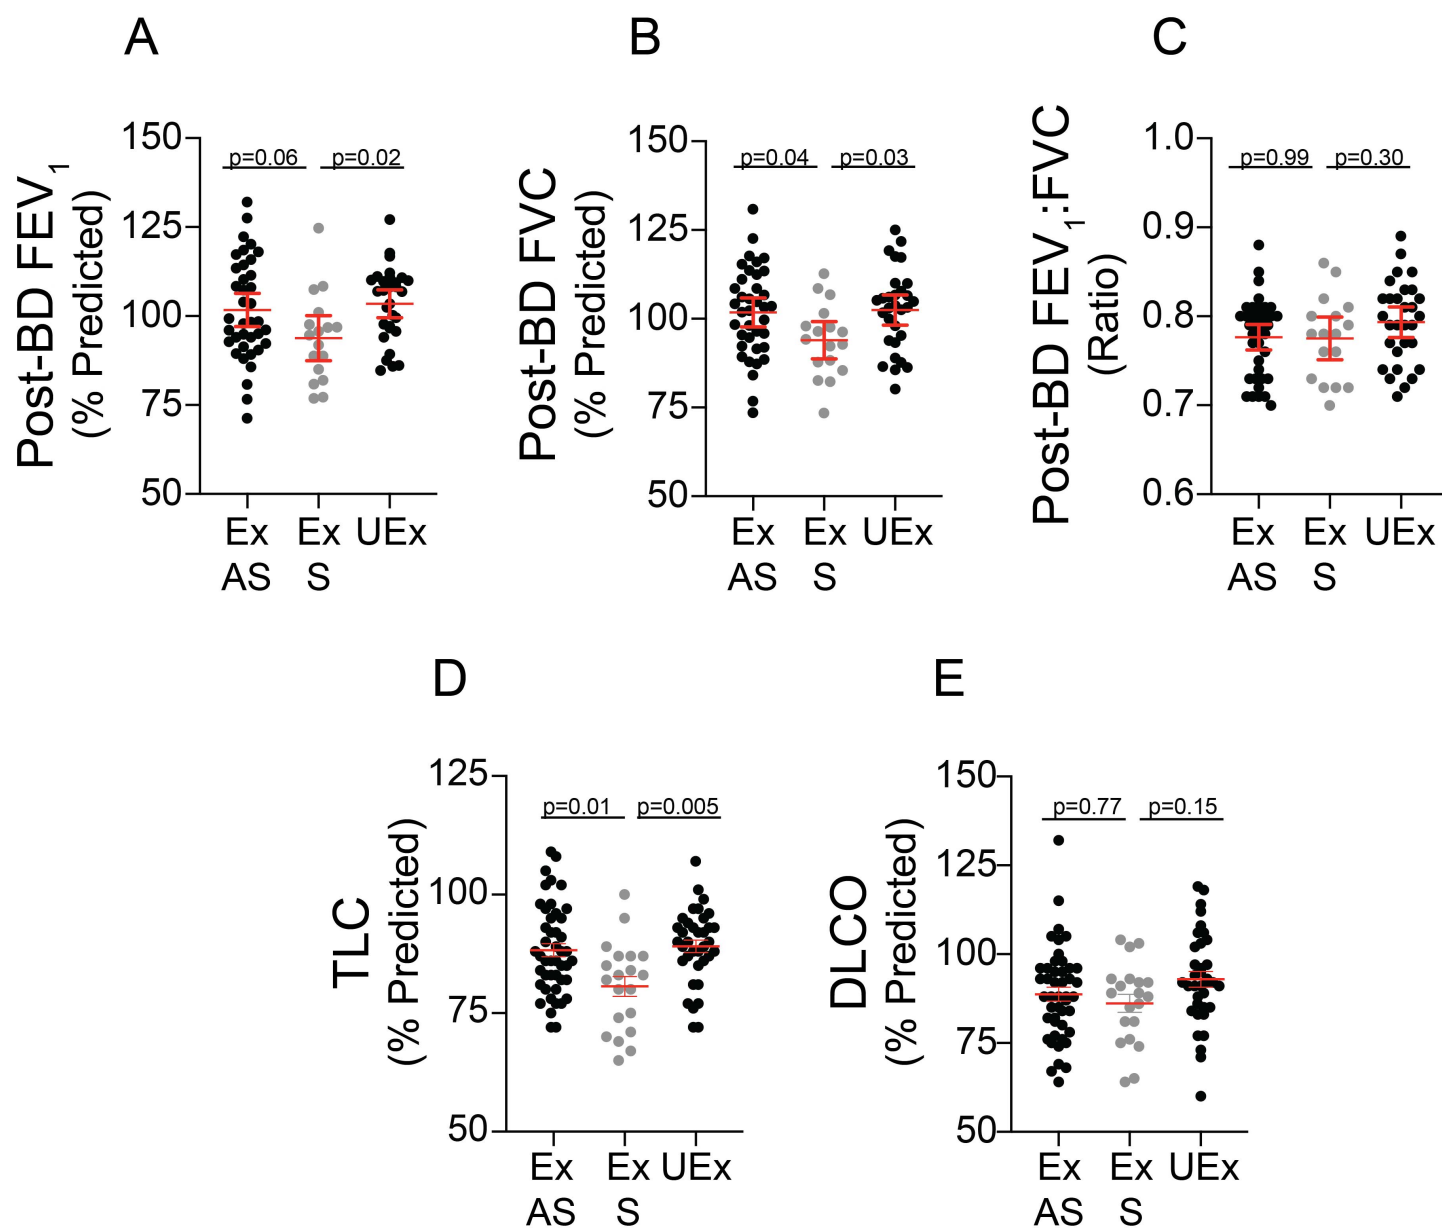 A
Post-BD FEV1
(% Predicted)
150
125
100
75
50
p=0.06
p=0.02
Ex
AS
Ex
S
UEx
B
Post-BD FVC
(% Predicted)
150
125
100
75
50
p=0.04
p=0.03
Ex
AS
Ex
S
UEx
C
Post-BD FEV1:FVC
(Ratio)
1.0
0.9
0.8
0.7
0.6
p=0.99
p=0.30
Ex
AS
Ex
S
UEx
D
TLC
(% Predicted)
125
100
75
50
p=0.01
p=0.005
Ex
AS
Ex
S
UEx
E
DLCO
(% Predicted)
150
125
100
75
50
p=0.77
p=0.15
Ex
AS
Ex
S
UEx